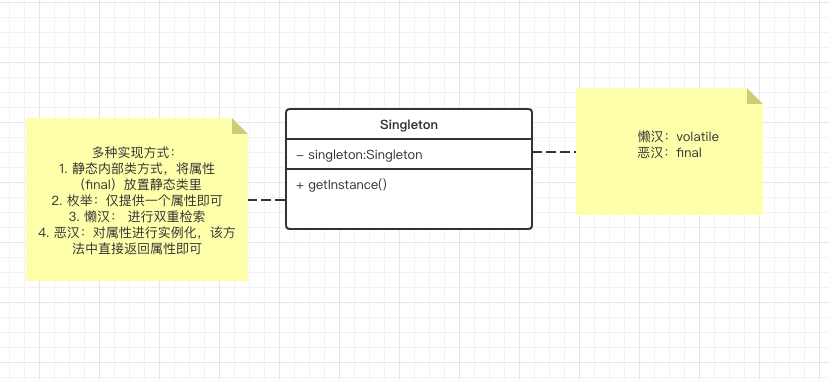 多种实现方式：
1. 静态内部类方式，将属性
（final）放置静态类里
2. 枚举：仅提供一个属性即可
3. 懒汉： 进行双重检索
4. 恶汉：对属性进行实例化，该方
法中直接返回属性即可
Singleton
- singleton:Singleton
+ getInstance()
懒汉：volatile
恶汉：final